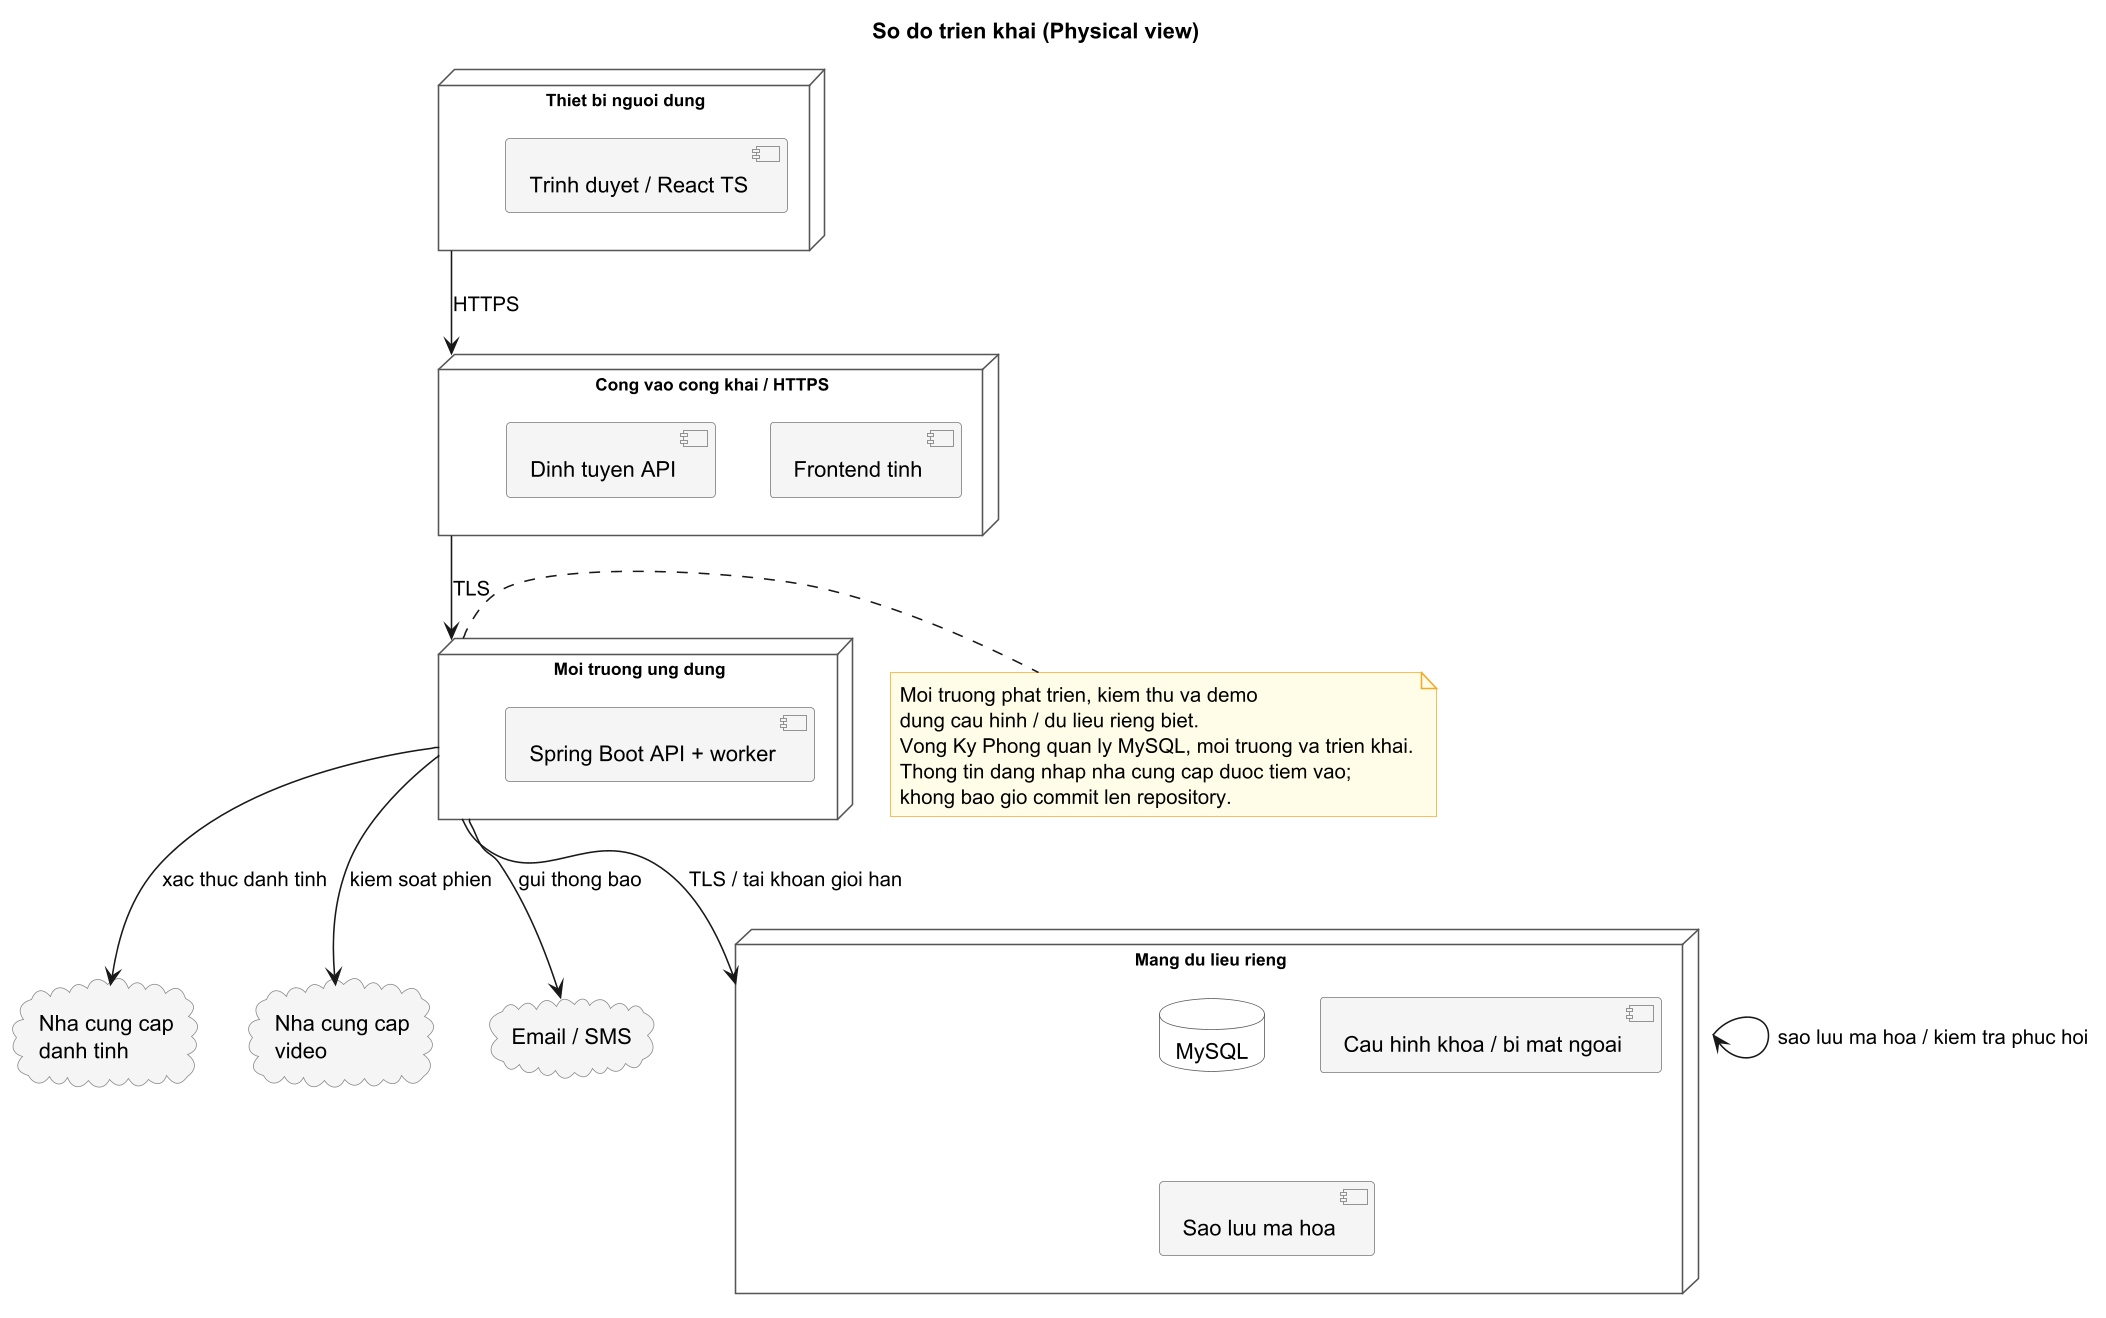 So do trien khai (Physical view)
Thiet bi nguoi dung
Trinh duyet / React TS
HTTPS
Cong vao cong khai / HTTPS
Dinh tuyen API
Frontend tinh
TLS
Moi truong ung dung
Spring Boot API + worker
Moi truong phat trien, kiem thu va demo
dung cau hinh / du lieu rieng biet.
Vong Ky Phong quan ly MySQL, moi truong va trien khai.
Thong tin dang nhap nha cung cap duoc tiem vao;
khong bao gio commit len repository.
xac thuc danh tinh
kiem soat phien
gui thong bao
TLS / tai khoan gioi han
Nha cung cap
danh tinh
Nha cung cap
video
Email / SMS
Mang du lieu rieng
MySQL
Cau hinh khoa / bi mat ngoai
sao luu ma hoa / kiem tra phuc hoi
Sao luu ma hoa